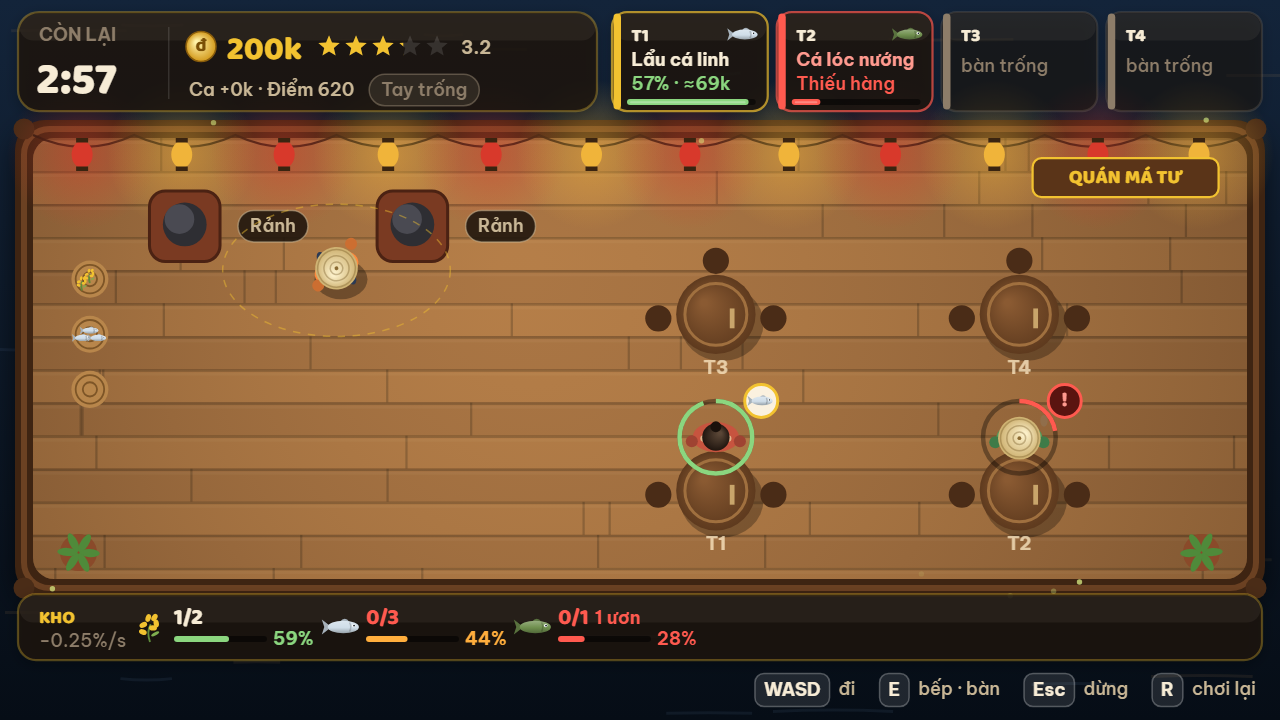 CÒN LẠI
2:57
đ 200k 3.2
Ca +0k · Điểm 620 Tay trống
T1
Lẩu cá linh
57% · ≈69k
T2
Cá lóc nướng
Thiếu hàng
T3
bàn trống
T4
bàn trống
QUÁN MÁ TƯ
Rảnh
Rảnh
T3
T4
!
T1
T2
KHO
-0.25%/s
1/2
59%
0/3
44%
0/1 1 ươn
28%
WASD đi E bếp · bàn Esc dừng R chơi lại